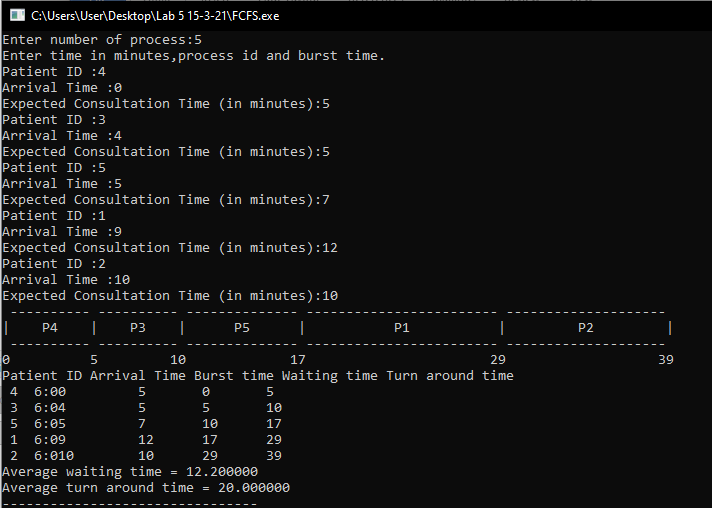 C:\Users\User\Desktop\Lab 5 15-3-21\FCFS.exe
Enter number of process:5
Enter time in minutes,process id and burst time.
Patient ID :4
Arrival Time :0
Expected Consultation Time (in minutes):5
Patient ID :3
Arrival Time :4
Expected Consultation Time (in minutes):5
Patient ID :5
Arrival Time :5
Expected Consultation Time (in minutes):7
Patient ID :1
Arrival Time :9
Expected Consultation Time (in minutes):12
Patient ID :2
Arrival Time :10
Expected Consultation Time (in minutes):10
 ---------- ---------- -------------- ------------------------ --------------------
|    P4    |    P3    |      P5      |           P1           |         P2         |
 ---------- ---------- -------------- ------------------------ --------------------
0          5         10             17                       29                   39
Patient ID Arrival Time Burst time Waiting time Turn around time
 4  6:00         5       0       5
 3  6:04         5       5       10
 5  6:05         7       10      17
 1  6:09         12      17      29
 2  6:010        10      29      39
Average waiting time = 12.200000
Average turn around time = 20.000000
--------------------------------